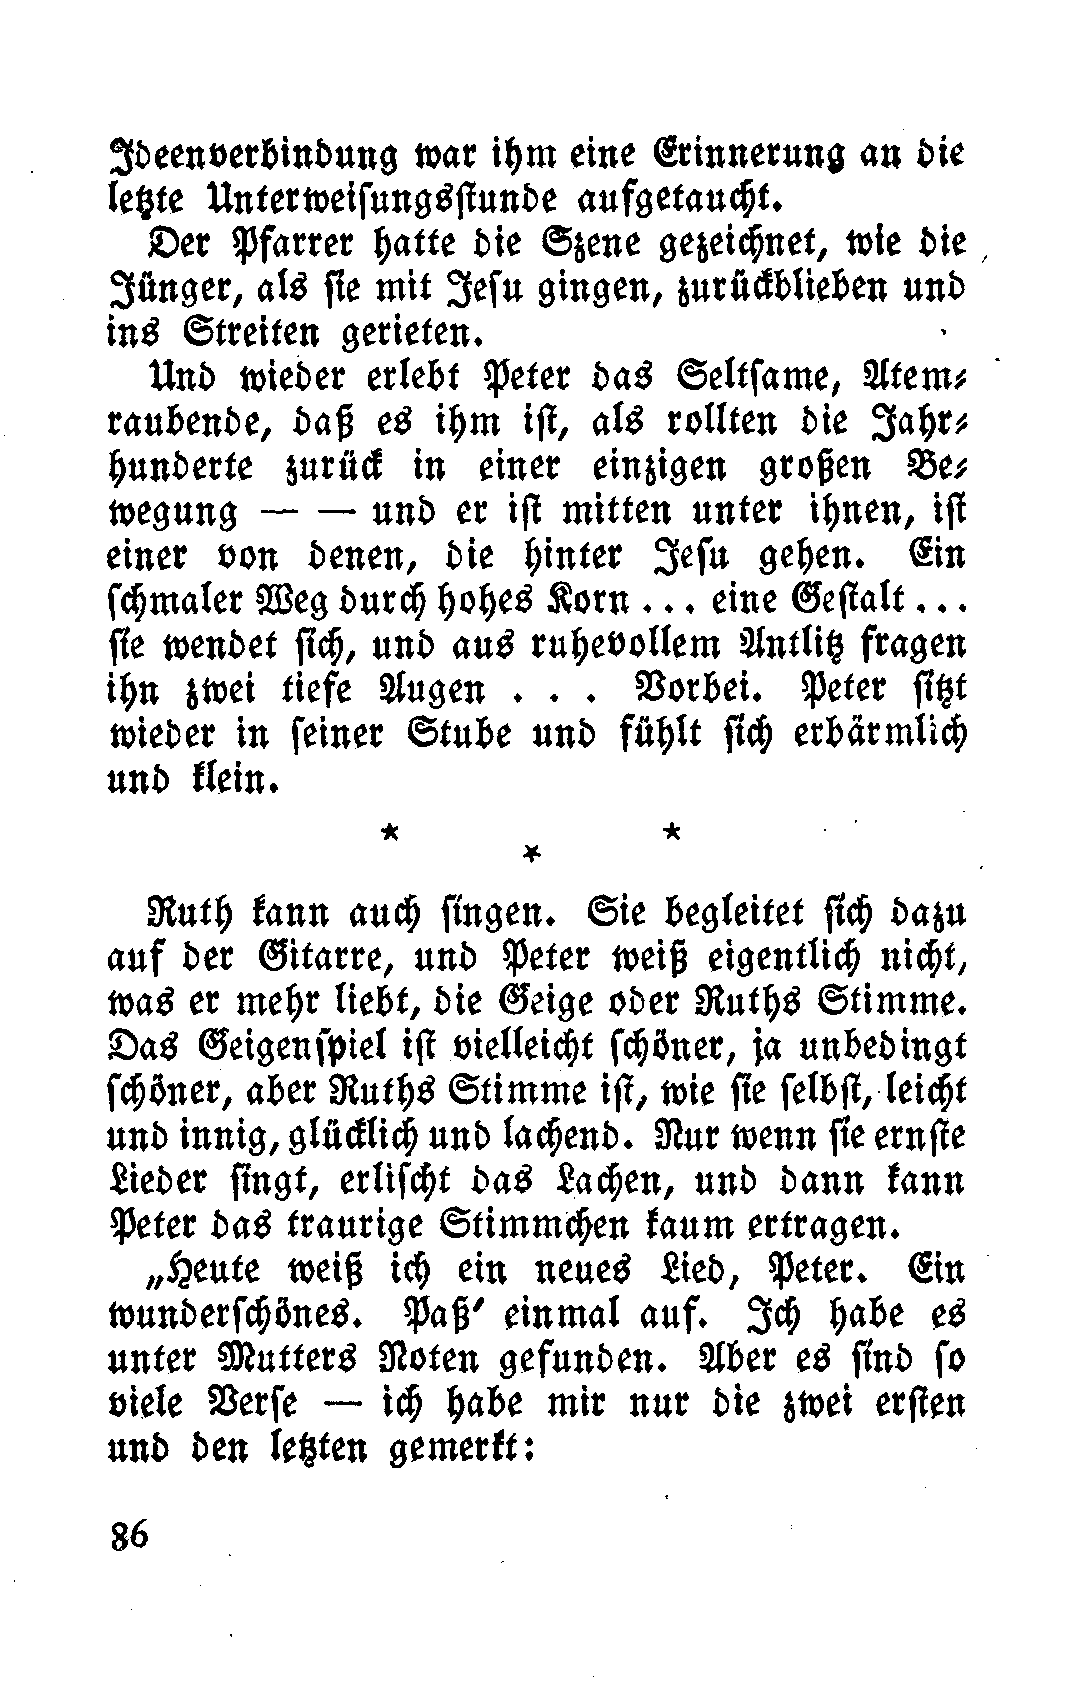 Ideenverbindung war ihm eine Erinnerung an die
letzte Unterweisungsstunde aufgetaucht.
Der Pfarrer hatte die Szene gezeichnet, wie die
Jünger, als sie mit Jesu gingen, zurückblieben und
ins Streiten gerieten.
Und wieder erlebt Peter das Seltsame, Atem-
raubende, daß es ihm ist, als rollten die Jahr-
hunderte zurück in einer einzigen großen Be-
wegung — — und er ist mitten unter ihnen, ist
einer von denen, die hinter Jesu gehen. Ein
schmaler Weg durch hohes Korn ... eine Gestalt ...
sie wendet sich, und aus ruhevollem Antlitz fragen
ihn zwei tiefe Augen . . . Vorbei. Peter sitzt
wieder in seiner Stube und fühlt sich erbärmlich
und klein.
* * *
Ruth kann auch singen. Sie begleitet sich dazu
auf der Gitarre, und Peter weiß eigentlich nicht,
was er mehr liebt, die Geige oder Ruths Stimme.
Das Geigenspiel ist vielleicht schöner, ja unbedingt
schöner, aber Ruths Stimme ist, wie sie selbst, leicht
und innig, glücklich und lachend. Nur wenn sie ernste
Lieder singt, erlischt das Lachen, und dann kann
Peter das traurige Stimmchen kaum ertragen.
„Heute weiß ich ein neues Lied, Peter. Ein
wunderschönes. Paß' einmal auf. Ich habe es
unter Mutters Noten gefunden. Aber es sind so
viele Verse — ich habe mir nur die zwei ersten
und den letzten gemerkt:
86